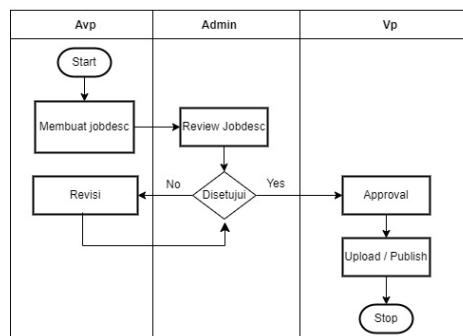 Avp
Admin
Vp
Start
Membuat jobdesc
Review Jobdesc
Revisi
No
Disetujui
Yes
Approval
Upload / Publish
Stop